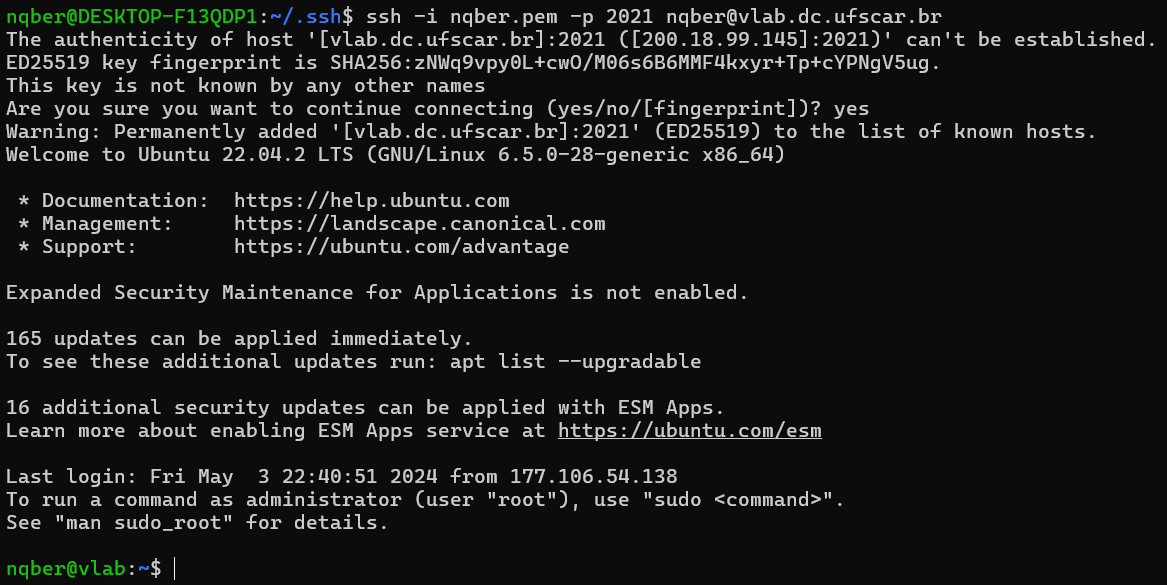 nqber@DESKTOP-F13QDP1:~/.ssh$ ssh -i nqber.pem -p 2021 nqber@vlab.dc.ufscar.br
The authenticity of host '[vlab.dc.ufscar.br]:2021 ([200.18.99.145]:2021)' can't be established.
ED25519 key fingerprint is SHA256:zNWq9vpy0L+cwO/M06s6B6MMF4kxyr+Tp+cYPNgV5ug.
This key is not known by any other names
Are you sure you want to continue connecting (yes/no/[fingerprint])? yes
Warning: Permanently added '[vlab.dc.ufscar.br]:2021' (ED25519) to the list of known hosts.
Welcome to Ubuntu 22.04.2 LTS (GNU/Linux 6.5.0-28-generic x86_64)

 * Documentation:  https://help.ubuntu.com
 * Management:     https://landscape.canonical.com
 * Support:        https://ubuntu.com/advantage

Expanded Security Maintenance for Applications is not enabled.

165 updates can be applied immediately.
To see these additional updates run: apt list --upgradable

16 additional security updates can be applied with ESM Apps.
Learn more about enabling ESM Apps service at https://ubuntu.com/esm

Last login: Fri May  3 22:40:51 2024 from 177.106.54.138
To run a command as administrator (user "root"), use "sudo <command>".
See "man sudo_root" for details.

nqber@vlab:~$